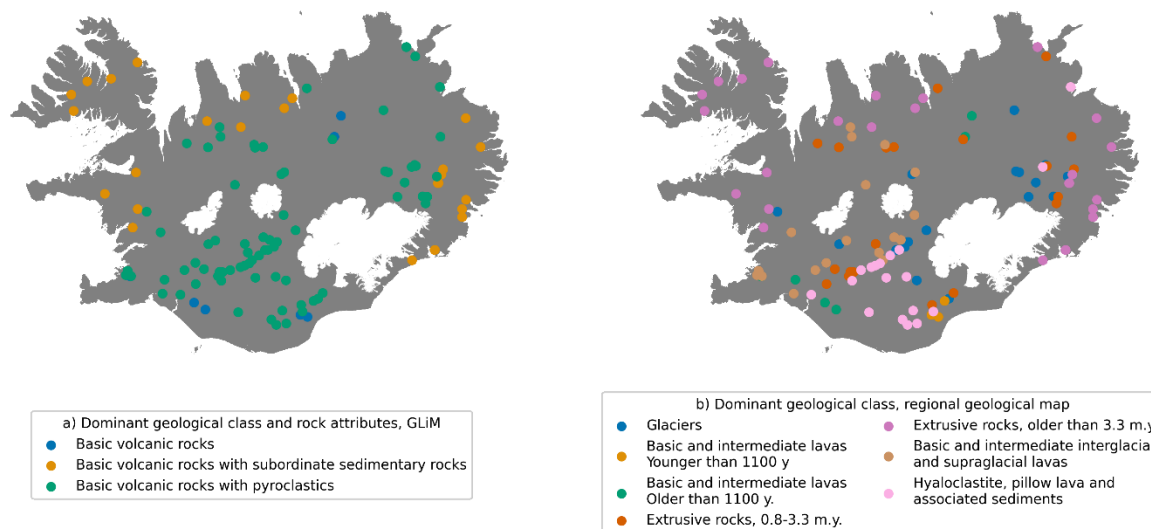 a) Dominant geological class and rock attributes, GLiM
Basic volcanic rocks
Basic volcanic rocks with subordinate sedimentary rocks
Basic volcanic rocks with pyroclastics
b) Dominant geological class, regional geological map
Glaciers
Basic and intermediate lavas
Younger than 1100 y
Basic and intermediate lavas
Older than 1100 y.
Extrusive rocks, 0.8-3.3 m.y.
Extrusive rocks, older than 3.3 m.y
Basic and intermediate interglacial
and supraglacial lavas
Hyaloclastite, pillow lava and
associated sediments